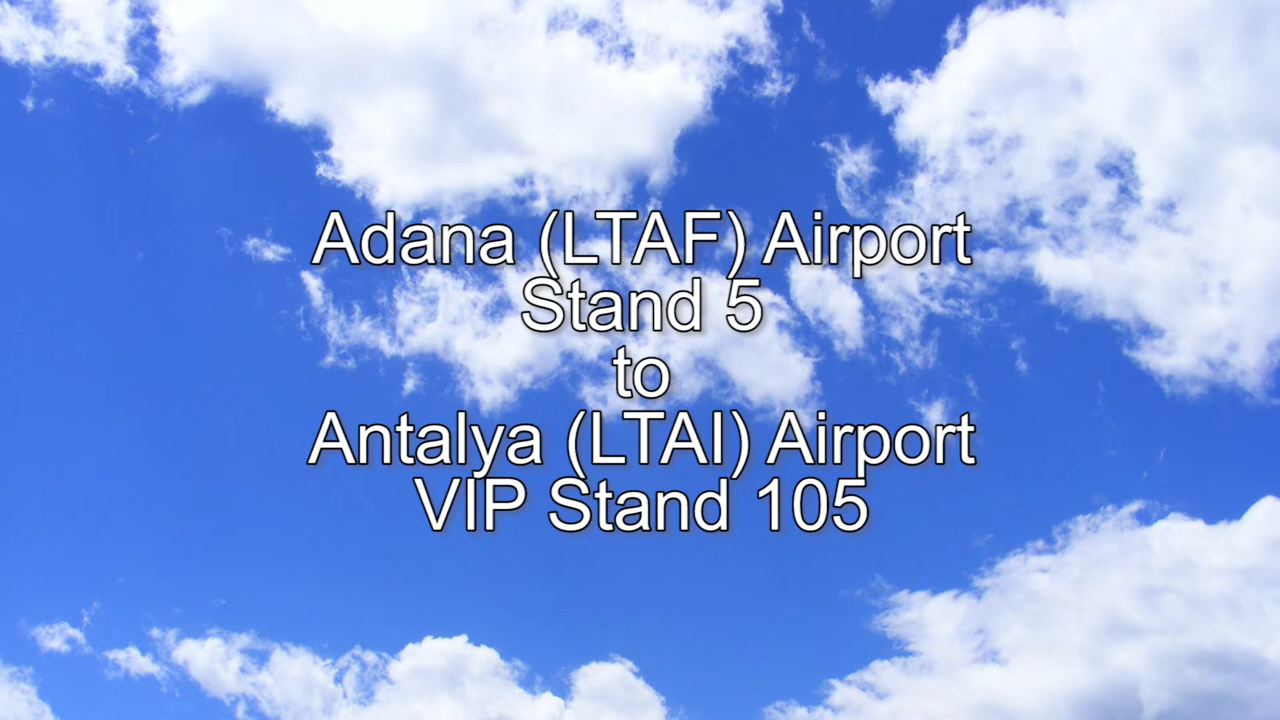 Adana (LTAF) Airport
Stand 5
to
Antalya (LTAI) Airport
VIP Stand 105